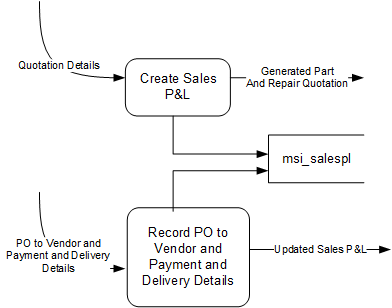 Quotation Details
Create Sales
P&L
Generated Part
And Repair Quotation
msi_salespl
PO to Vendor and
Payment and Delivery
Details
Record PO to
Vendor and
Payment and
Delivery Details
Updated Sales P&L